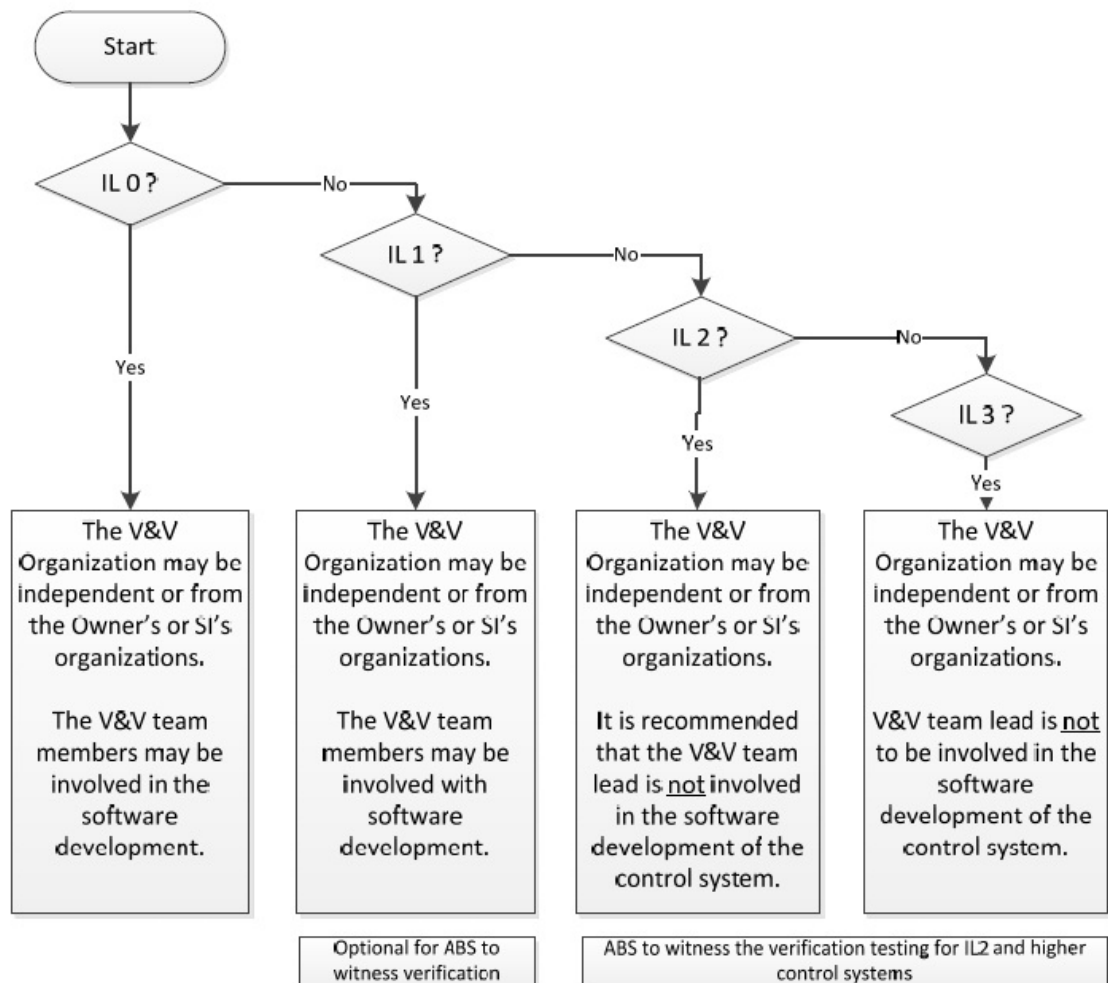 Start
IL 0 ?
No
IL 1 ?
No
IL 2 ?
No
IL 3 ?
Yes
Yes
Yes
Yes
The V&V
Organization may be
independent or from
the Owner's or SI's
organizations.
The V&V team
members may be
involved in the
software
development.
The V&V
Organization may be
independent or from
the Owner's or SI's
organizations.
The V&V team
members may be
involved with
software
development.
The V&V
Organization may be
independent or from
the Owner's or SI's
organizations.
It is recommended
that the V&V team
lead is not involved
in the software
development of the
control system.
The V&V
Organization may be
independent or from
the Owner's or SI's
organizations.
V&V team lead is not
to be involved in the
software
development of the
control system.
Optional for ABS to
witness verification
ABS to witness the verification testing for IL2 and higher
control systems